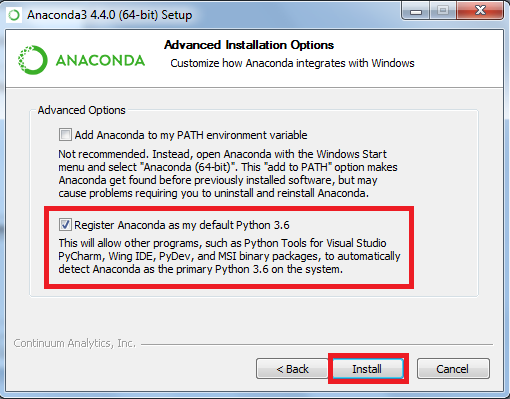 Anaconda3 4.4.0 (64-bit) Setup
ANACONDA
Advanced Installation Options
Customize how Anaconda integrates with Windows
Advanced Options
Add Anaconda to my PATH environment variable
Not recommended. Instead, open Anaconda with the Windows Start
menu and select "Anaconda (64-bit)". This "add to PATH" option makes
Anaconda get found before previously installed software, but may
cause problems requiring you to uninstall and reinstall Anaconda.
Register Anaconda as my default Python 3.6
This will allow other programs, such as Python Tools for Visual Studio
PyCharm, Wing IDE, PyDev, and MSI binary packages, to automatically
detect Anaconda as the primary Python 3.6 on the system.
Continuum Analytics, Inc.
< Back
Install
Cancel